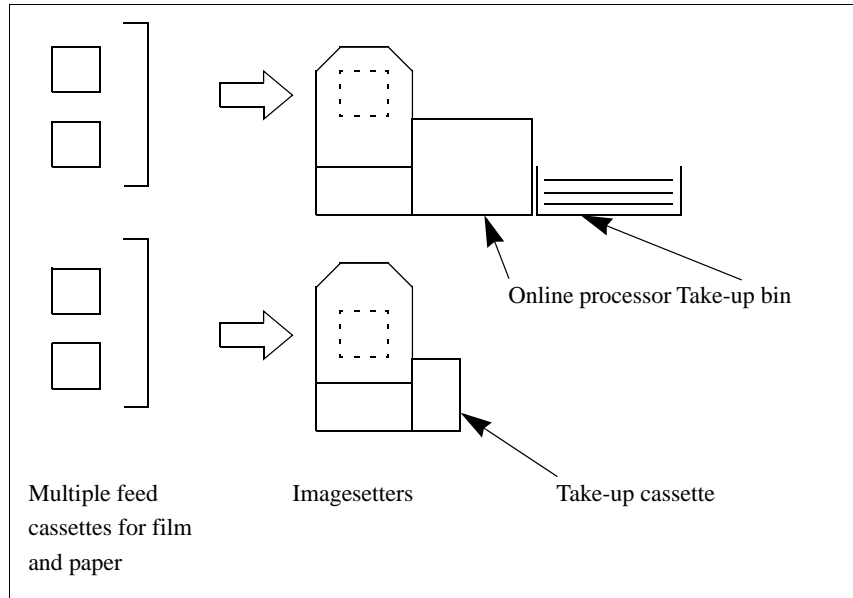 Online processor Take-up bin
Multiple feed
cassettes for film
and paper
Imagesetters
Take-up cassette